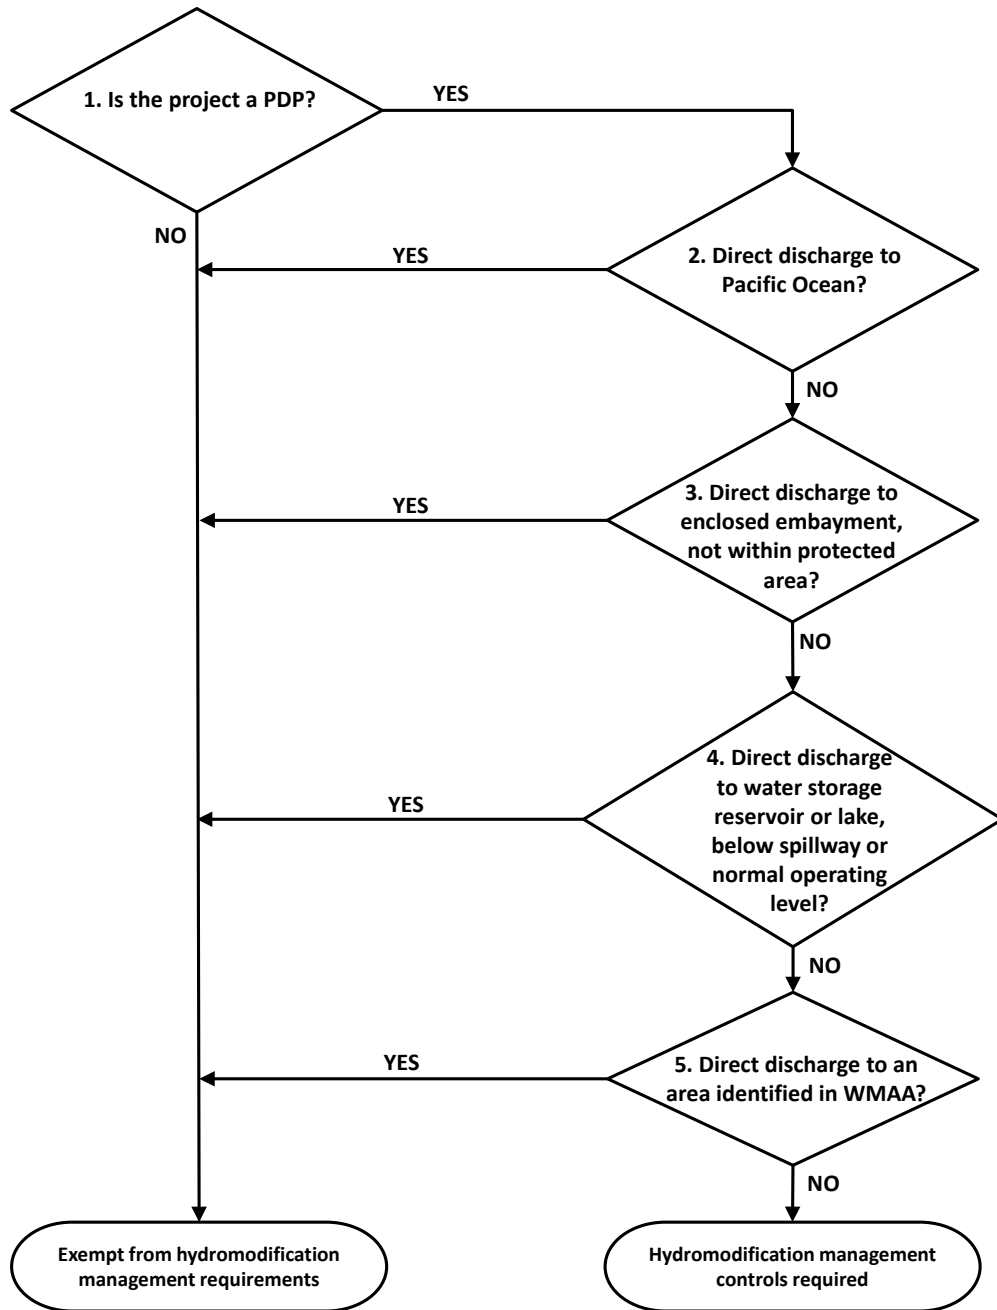 1. Is the project a PDP?
YES
NO
YES
2. Direct discharge to
Pacific Ocean?
NO
YES
3. Direct discharge to
enclosed embayment,
not within protected
area?
NO
YES
4. Direct discharge
to water storage
reservoir or lake,
below spillway or
normal operating
level?
NO
YES
5. Direct discharge to an
area identified in WMAA?
NO
Exempt from hydromodification
management requirements
Hydromodification management
controls required